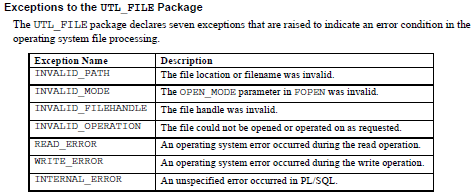 Exceptions to the UTL_FILE Package
The UTL_FILE package declares seven exceptions that are raised to indicate an error condition in the
operating system file processing.
Exception Name Description
INVALID_PATH The file location or filename was invalid.
INVALID_MODE The OPEN_MODE parameter in FOPEN was invalid.
INVALID_FILEHANDLE The file handle was invalid.
INVALID_OPERATION The file could not be opened or operated on as requested.
READ_ERROR An operating system error occurred during the read operation.
WRITE_ERROR An operating system error occurred during the write operation.
INTERNAL_ERROR An unspecified error occurred in PL/SQL.